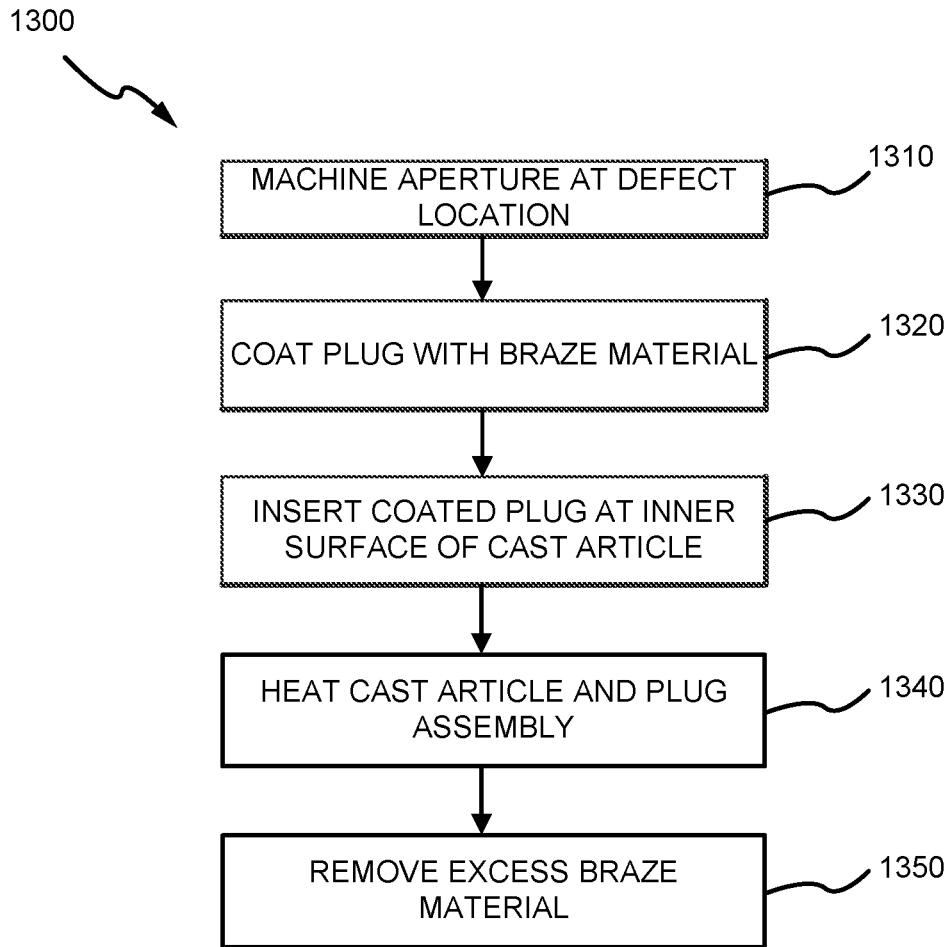 1300
MACHINE APERTURE AT DEFECT
LOCATION
1310
COAT PLUG WITH BRAZE MATERIAL
1320
INSERT COATED PLUG AT INNER
SURFACE OF CAST ARTICLE
1330
HEAT CAST ARTICLE AND PLUG
ASSEMBLY
1340
REMOVE EXCESS BRAZE
MATERIAL
1350